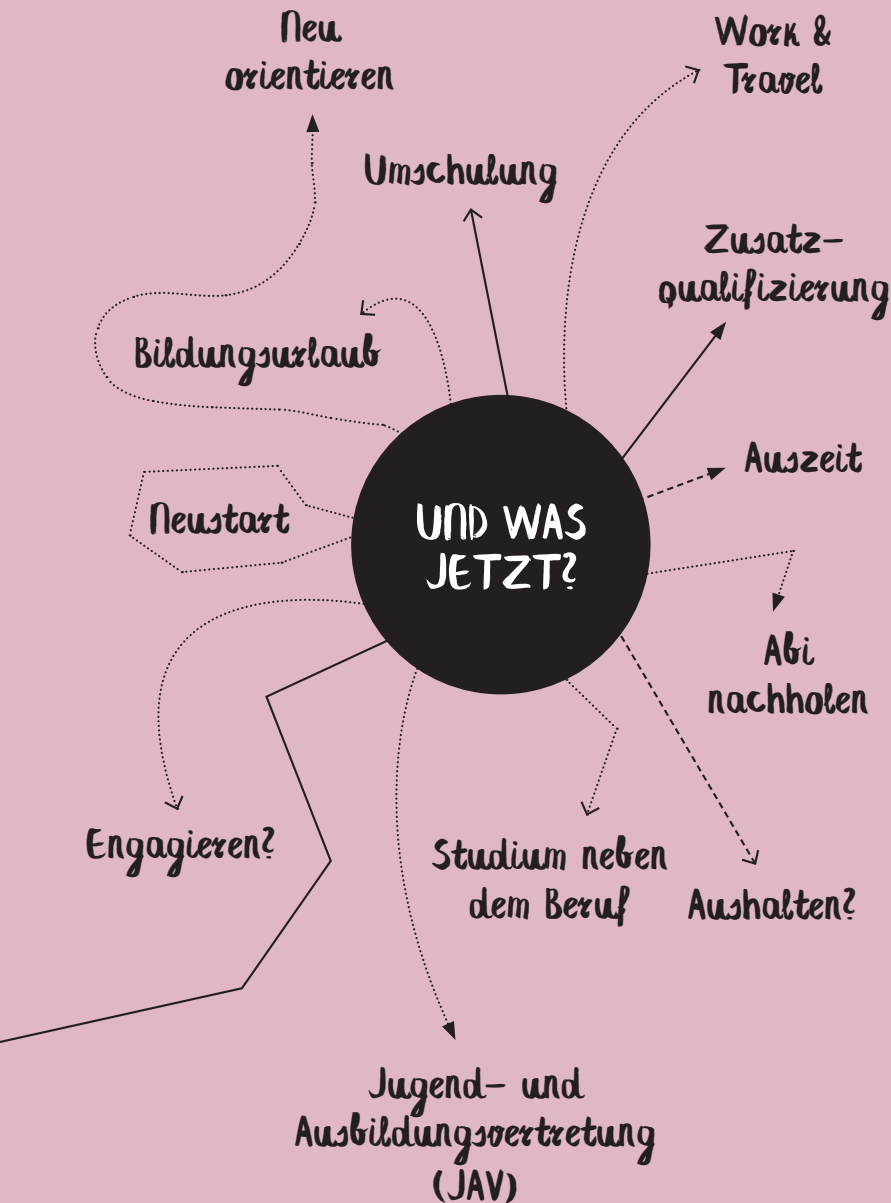 Neu
orientieren
Work &
Travel
Umschulung
Zusatz-
qualifizierung
Bildungsurlaub
Auszeit
Neustart
UND WAS
JETZT?
Abi
nachholen
Engagieren?
Studium neben
dem Beruf
Aushalten?
Jugend- und
Ausbildungsvertretung
(JAV)